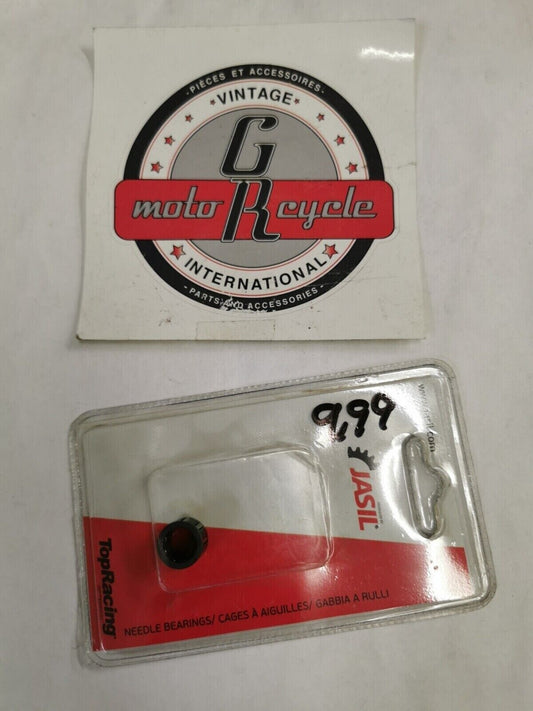 • PIÈCES ET ACCESSOIRES •
VINTAGE
GR
moto cycle
INTERNATIONAL
- PARTS AND ACCESSORIES -
9,99
JASIL
TopRacing
NEEDLE BEARINGS/ CAGES À AIGUILLES/ GABBIA A RULLI